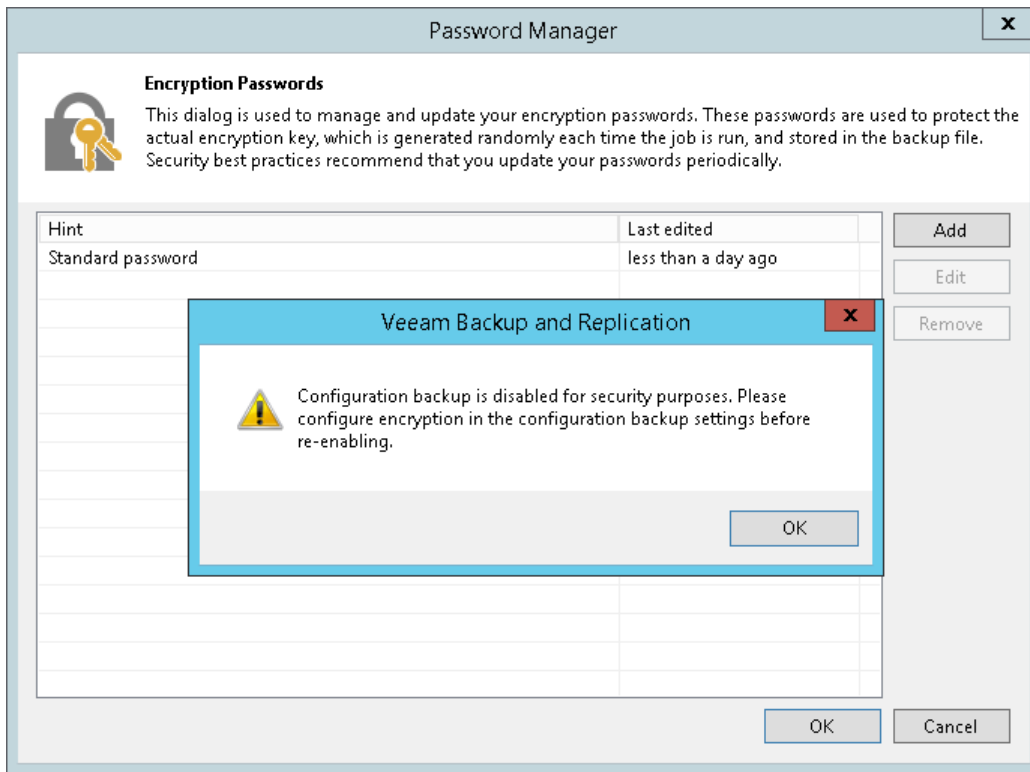 Password Manager
x
Encryption Passwords
This dialog is used to manage and update your encryption passwords. These passwords are used to protect the
actual encryption key, which is generated randomly each time the job is run, and stored in the backup file.
Security best practices recommend that you update your passwords periodically.
Hint Last edited
Standard password less than a day ago
Add
Edit
Remove
Veeam Backup and Replication
x
Configuration backup is disabled for security purposes. Please
configure encryption in the configuration backup settings before
re-enabling.
OK
OK Cancel